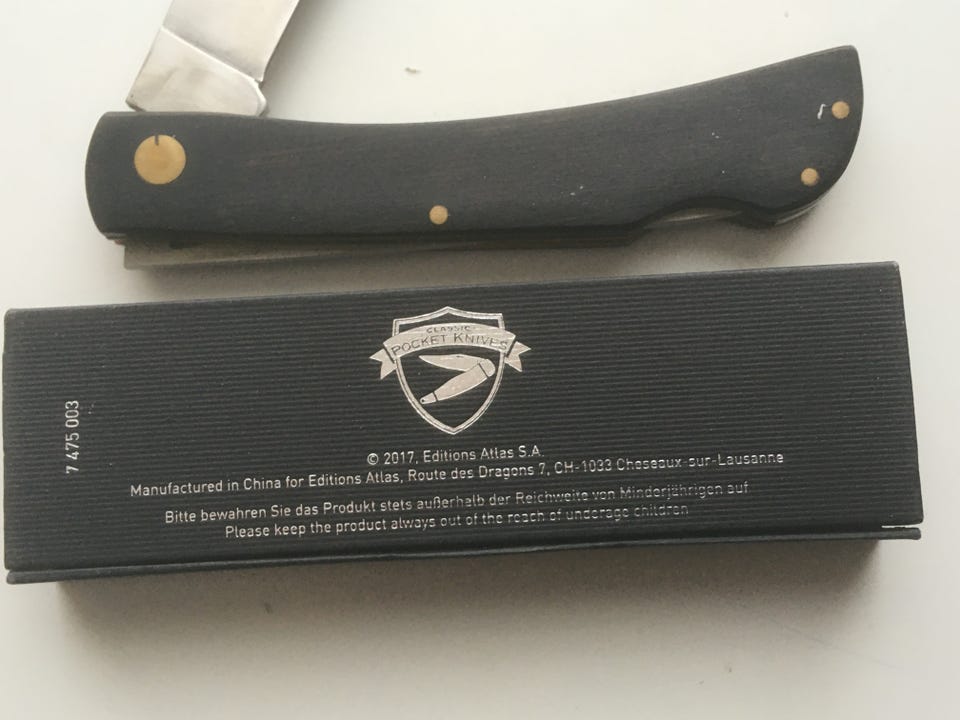 CLASSIC
POCKET KNIVES
7 475 003
© 2017, Editions Atlas S.A.
Manufactured in China for Editions Atlas, Route des Dragons 7, CH-1033 Cheseaux-sur-Lausanne
Bitte bewahren Sie das Produkt stets außerhalb der Reichweite von Minderjährigen auf
Please keep the product always out of the reach of underage children